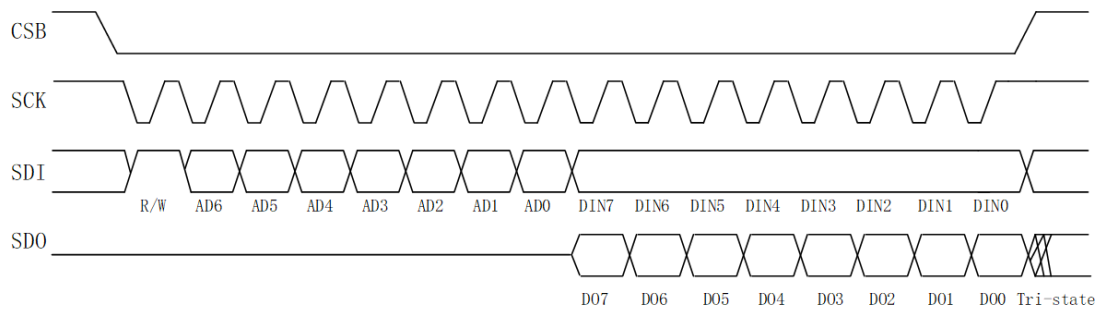 CSB
SCK
SDI
R/W AD6 AD5 AD4 AD3 AD2 AD1 AD0 DIN7 DIN6 DIN5 DIN4 DIN3 DIN2 DIN1 DIN0
SDO
DO7 DO6 DO5 DO4 DO3 DO2 DO1 DO0 Tri-state